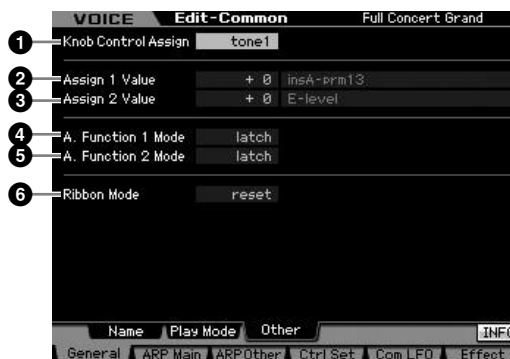 VOICE Edit-Common Full Concert Grand
1 Knob Control Assign tone1
2 Assign 1 Value + 0 insA-prm13
3 Assign 2 Value + 0 E-level
4 A. Function 1 Mode latch
5 A. Function 2 Mode latch
6 Ribbon Mode reset
Name Play Mode Other INFO
General ARP Main ARP Other Ctrl Set Com LFO Effect